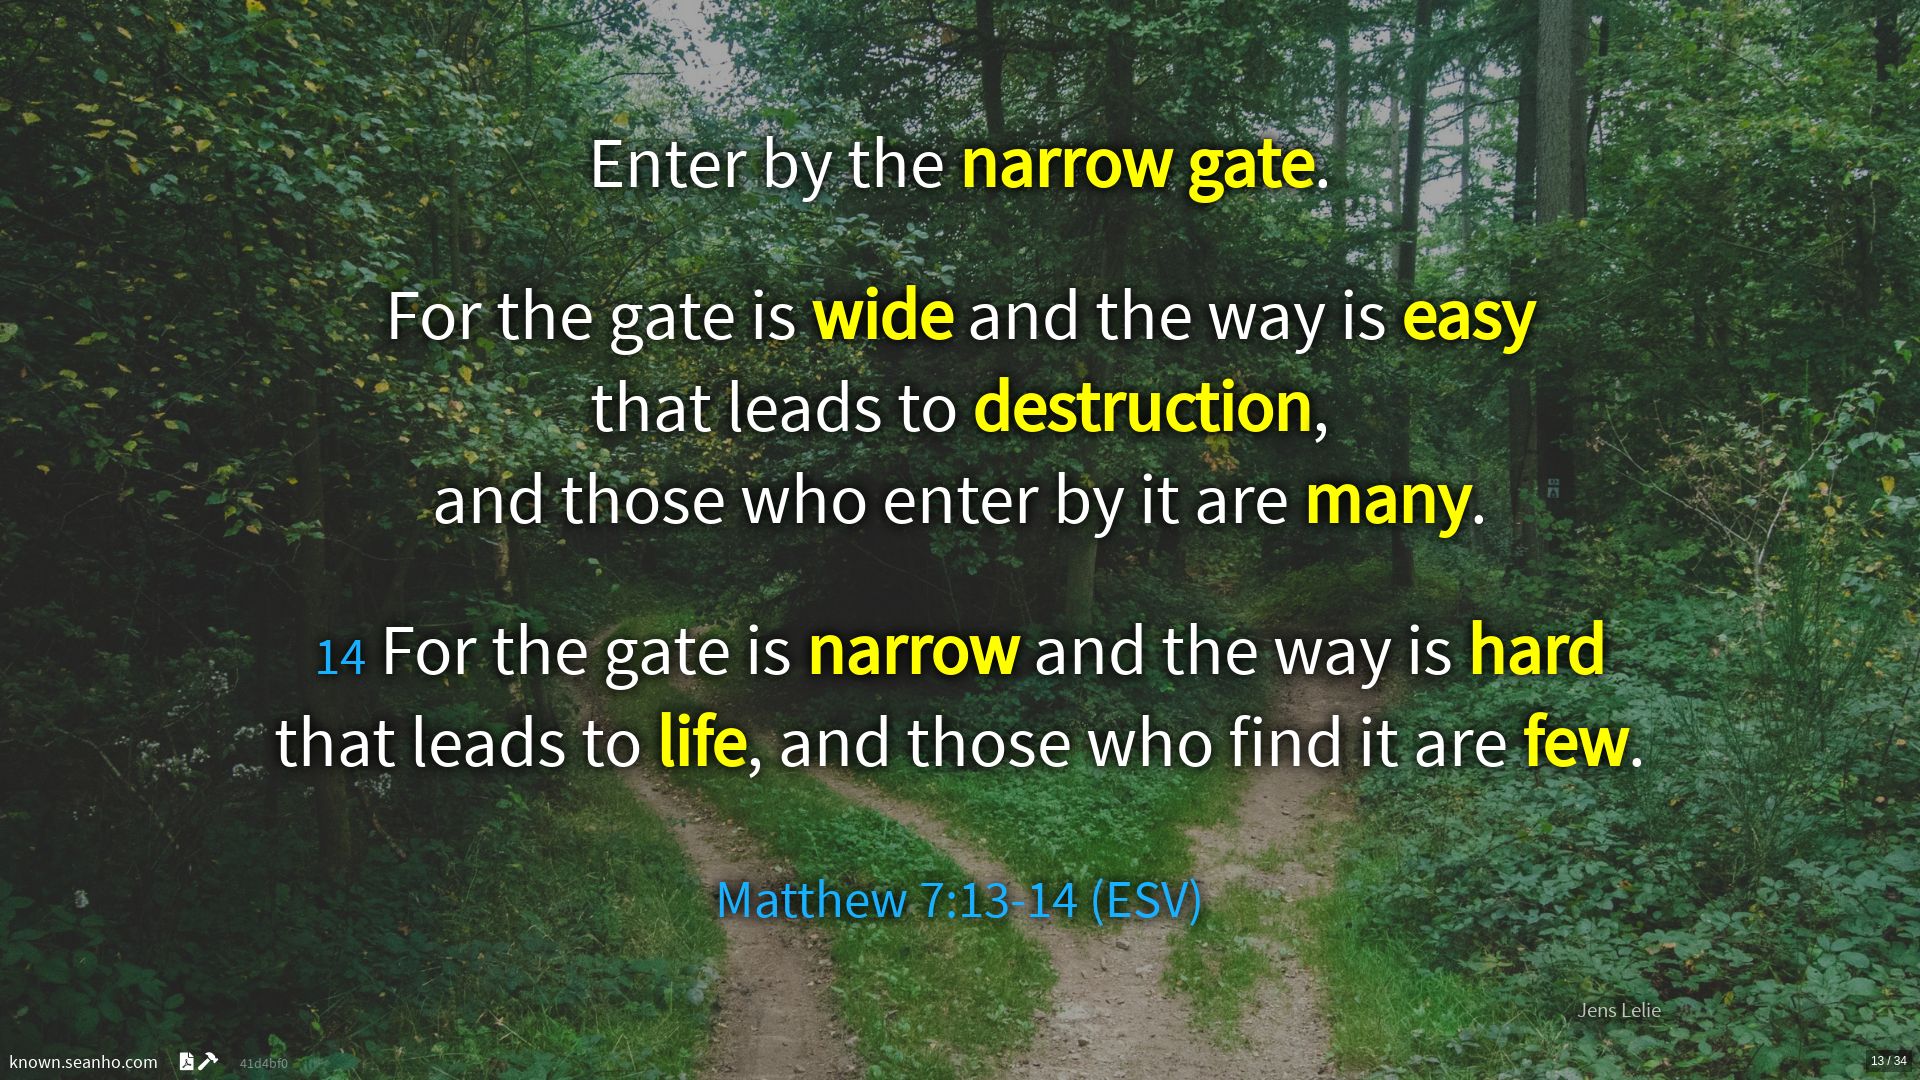 Enter by the narrow gate.
For the gate is wide and the way is easy
that leads to destruction,
and those who enter by it are many.
14 For the gate is narrow and the way is hard
that leads to life, and those who find it are few.
Matthew 7:13-14 (ESV)
Jens Lelie
known.seanho.com 41d4bf0
13 / 34